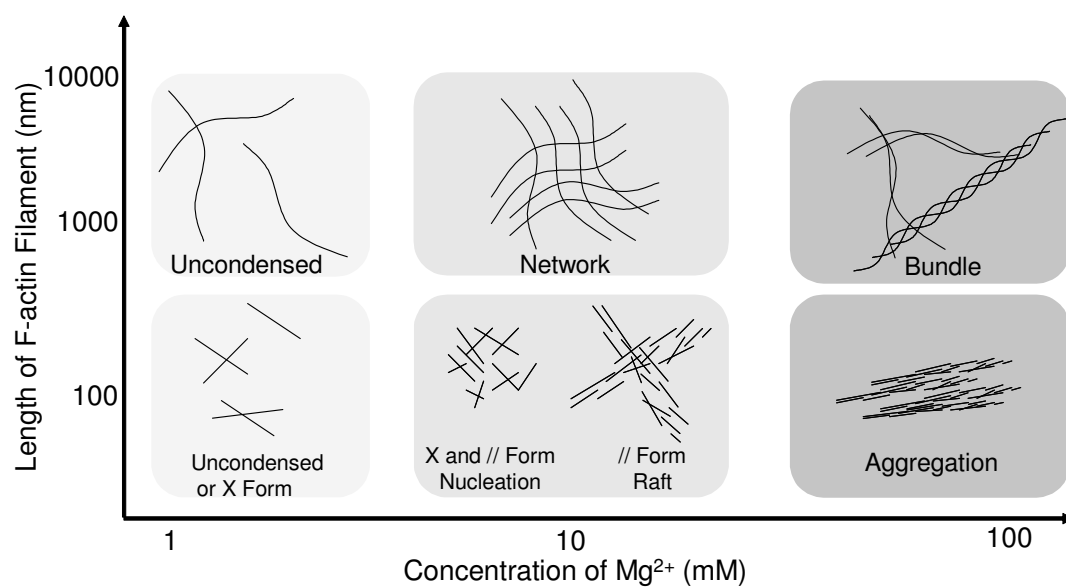 Length of F-actin Filament (nm)
10000
1000
100
Uncondensed
Network
Bundle
Uncondensed
or X Form
X and // Form
Nucleation
// Form
Raft
Aggregation
1
10
100
Concentration of Mg²⁺ (mM)